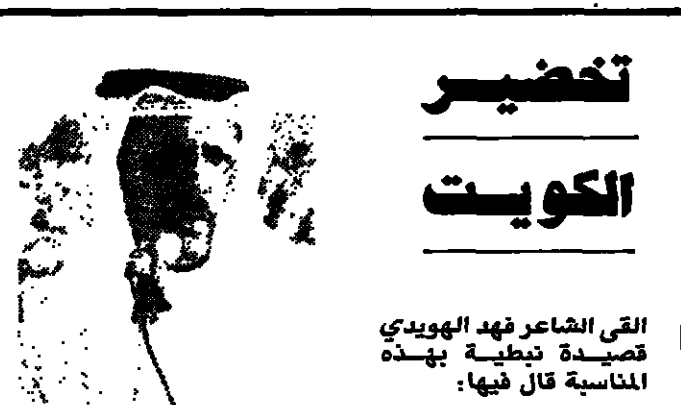 تخضير
الكويت
القى الشاعر فهد الهويدي
قصيدة نبطية بهذه
المناسبة قال فيها: